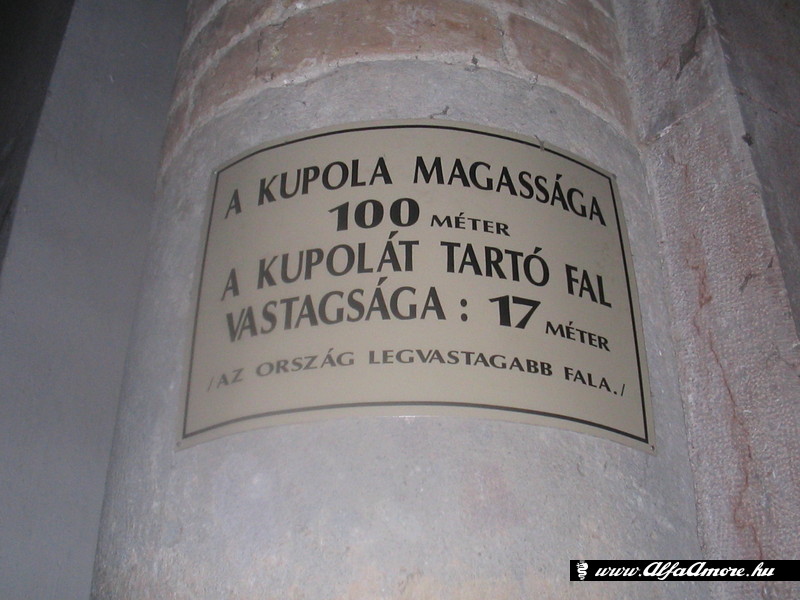 A KUPOLA MAGASSÁGA
100 MÉTER
A KUPOLÁT TARTÓ FAL
VASTAGSÁGA : 17 MÉTER
/AZ ORSZÁG LEGVASTAGABB FALA./
www.AlfaAmore.hu